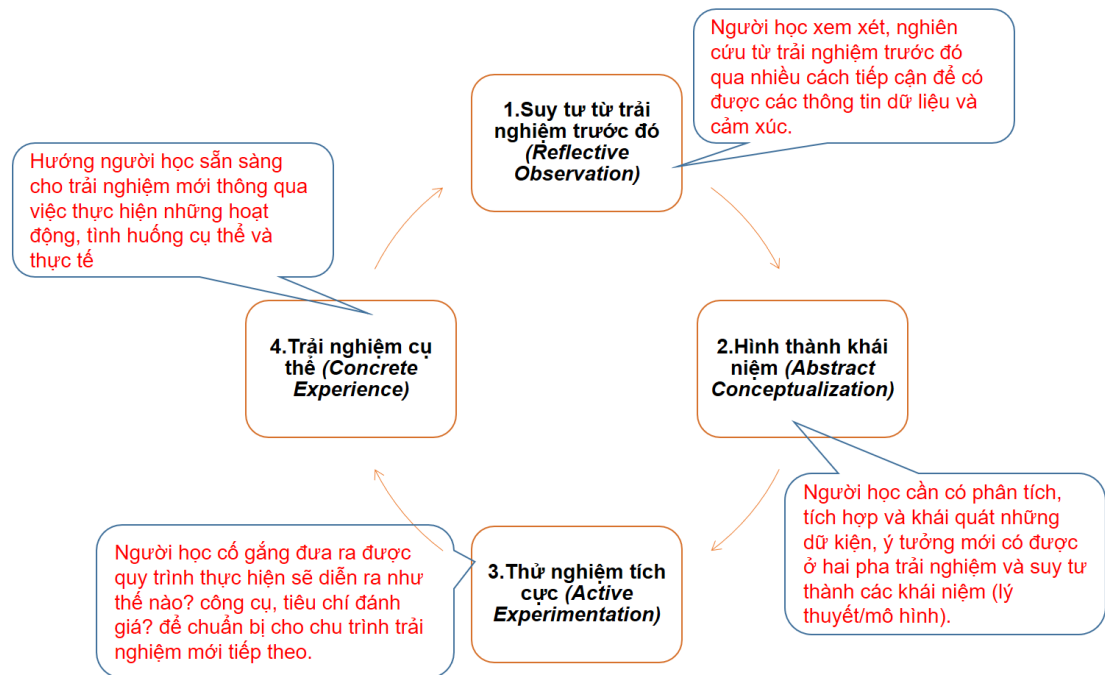 Người học xem xét, nghiên
cứu từ trải nghiệm trước đó
qua nhiều cách tiếp cận để có
được các thông tin dữ liệu và
cảm xúc.
1.Suy tư từ trải
nghiệm trước đó
(Reflective
Observation)
Hướng người học sẵn sàng
cho trải nghiệm mới thông qua
việc thực hiện những hoạt
động, tình huống cụ thể và
thực tế
4.Trải nghiệm cụ
thể (Concrete
Experience)
2.Hình thành khái
niệm (Abstract
Conceptualization)
Người học cần có phân tích,
tích hợp và khái quát những
dữ kiện, ý tưởng mới có được
ở hai pha trải nghiệm và suy tư
thành các khái niệm (lý
thuyết/mô hình).
Người học cố gắng đưa ra được
quy trình thực hiện sẽ diễn ra như
thế nào? công cụ, tiêu chí đánh
giá? để chuẩn bị cho chu trình trải
nghiệm mới tiếp theo.
3.Thử nghiệm tích
cực (Active
Experimentation)